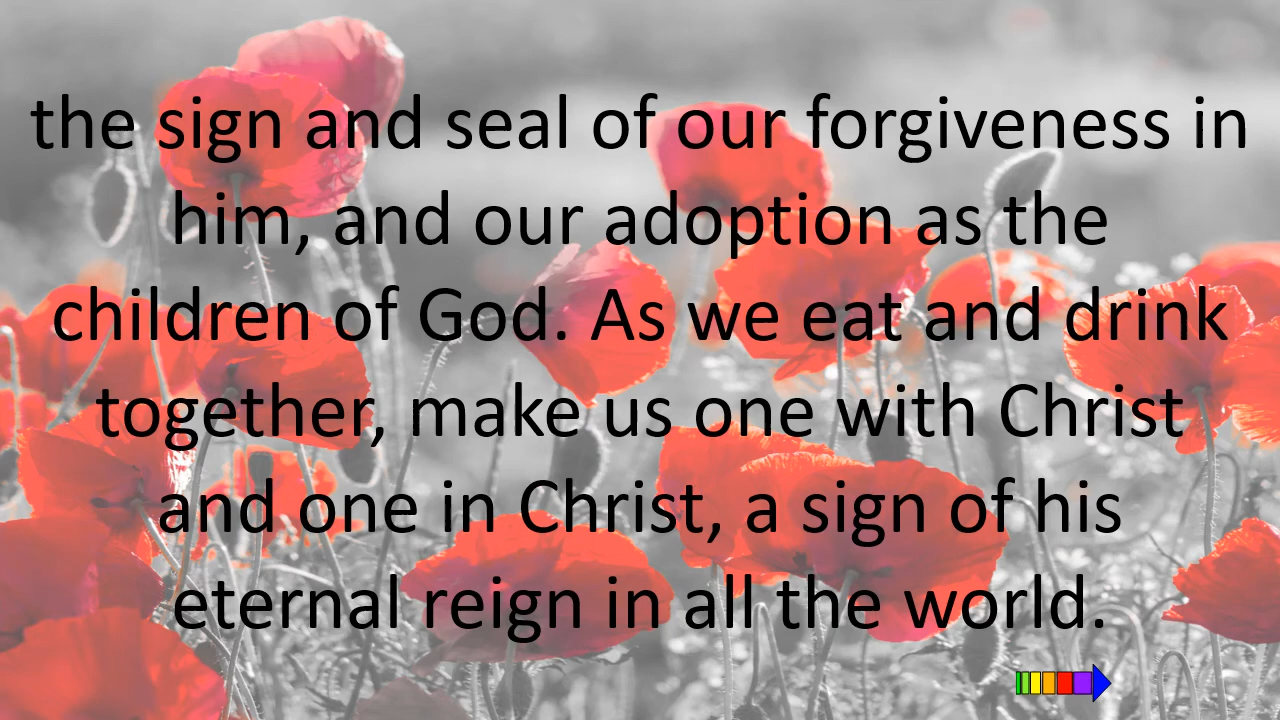 the sign and seal of our forgiveness in
him, and our adoption as the
children of God. As we eat and drink
together, make us one with Christ
and one in Christ, a sign of his
eternal reign in all the world.